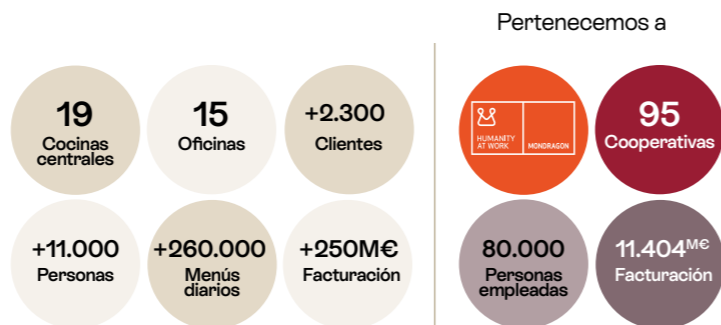 Pertenecemos a
19
Cocinas
centrales
15
Oficinas
+2.300
Clientes
HUMANITY
AT WORK
MONDRAGON
95
Cooperativas
+11.000
Personas
+260.000
Menús
diarios
+250M€
Facturación
80.000
Personas
empleadas
11.404M€
Facturación